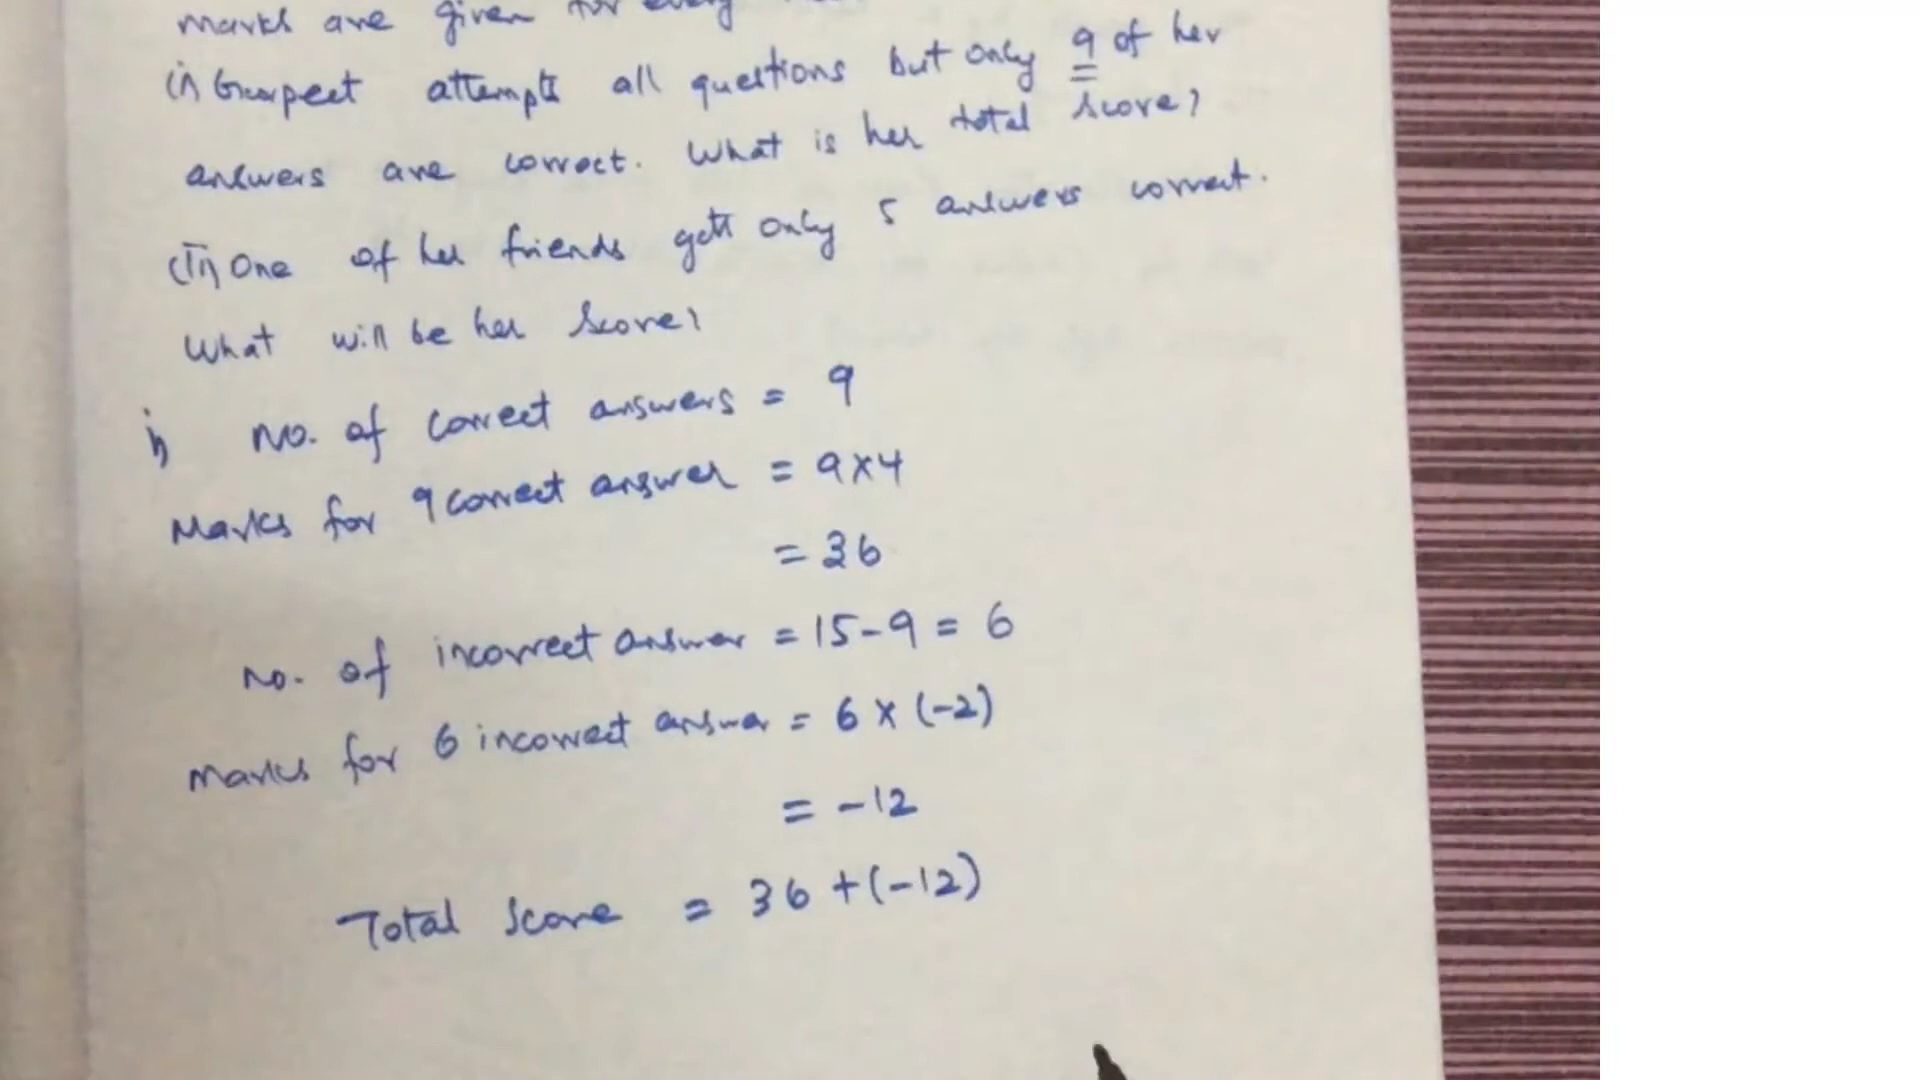 marks are given for every
(i) Gurpreet attempts all questions but only 9 of her
answers are correct. What is her total score?
(ii) One of her friends gets only 5 answers correct.
What will be her score?
i) No. of correct answers = 9
Marks for 9 correct answer = 9×4
= 36
No. of incorrect answer = 15-9 = 6
Marks for 6 incorrect answer = 6 × (-2)
= -12
Total score = 36 +(-12)